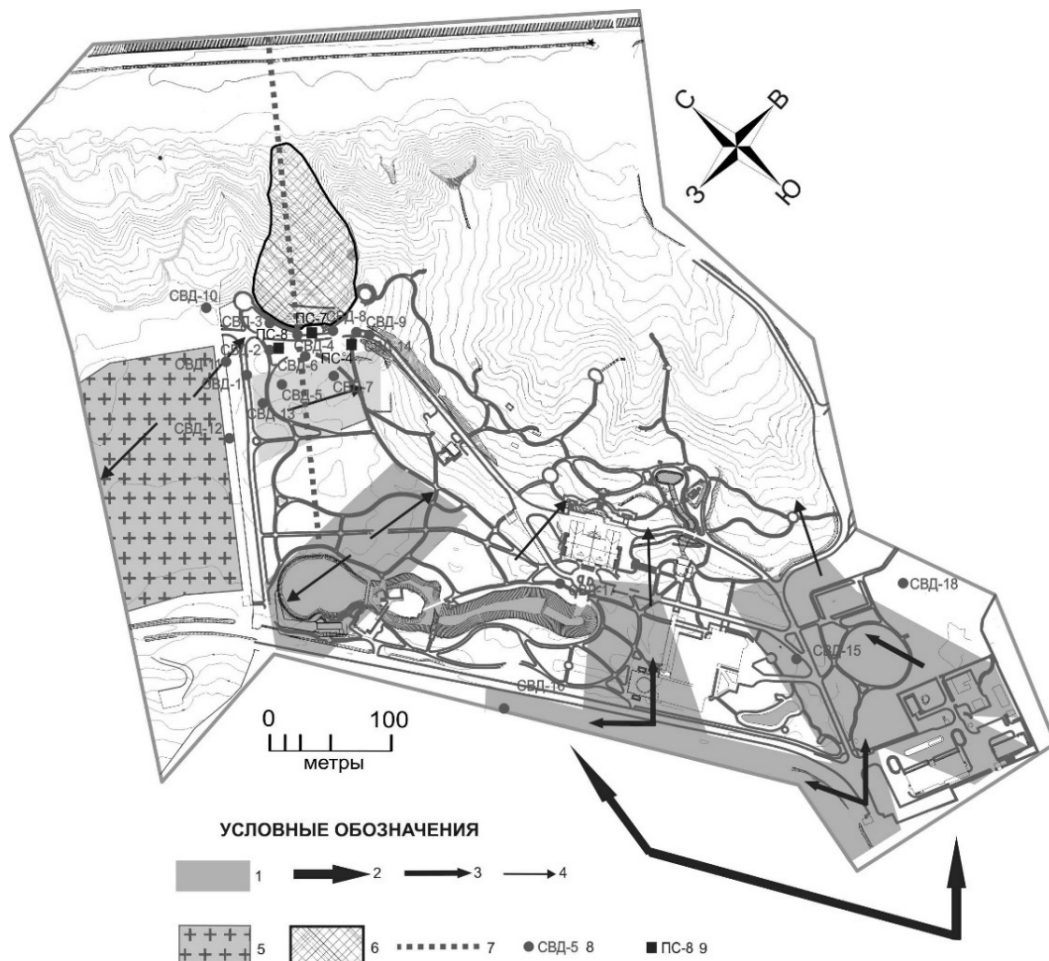 С В
З Ю
СВД-10
СВД-3 ПС-7 СВД-8 СВД-9
ПС-8 СВД-4 СВД-14
СВД-2 ПС-4
СВД-11 СВД-6
СВД-1 СВД-7
СВД-5
СВД-13
СВД-12
СВД-17 СВД-18
СВД-15
СВД-16
0 100
метры
УСЛОВНЫЕ ОБОЗНАЧЕНИЯ
1 2 3 4
5 6 7 СВД-5 8 ПС-8 9